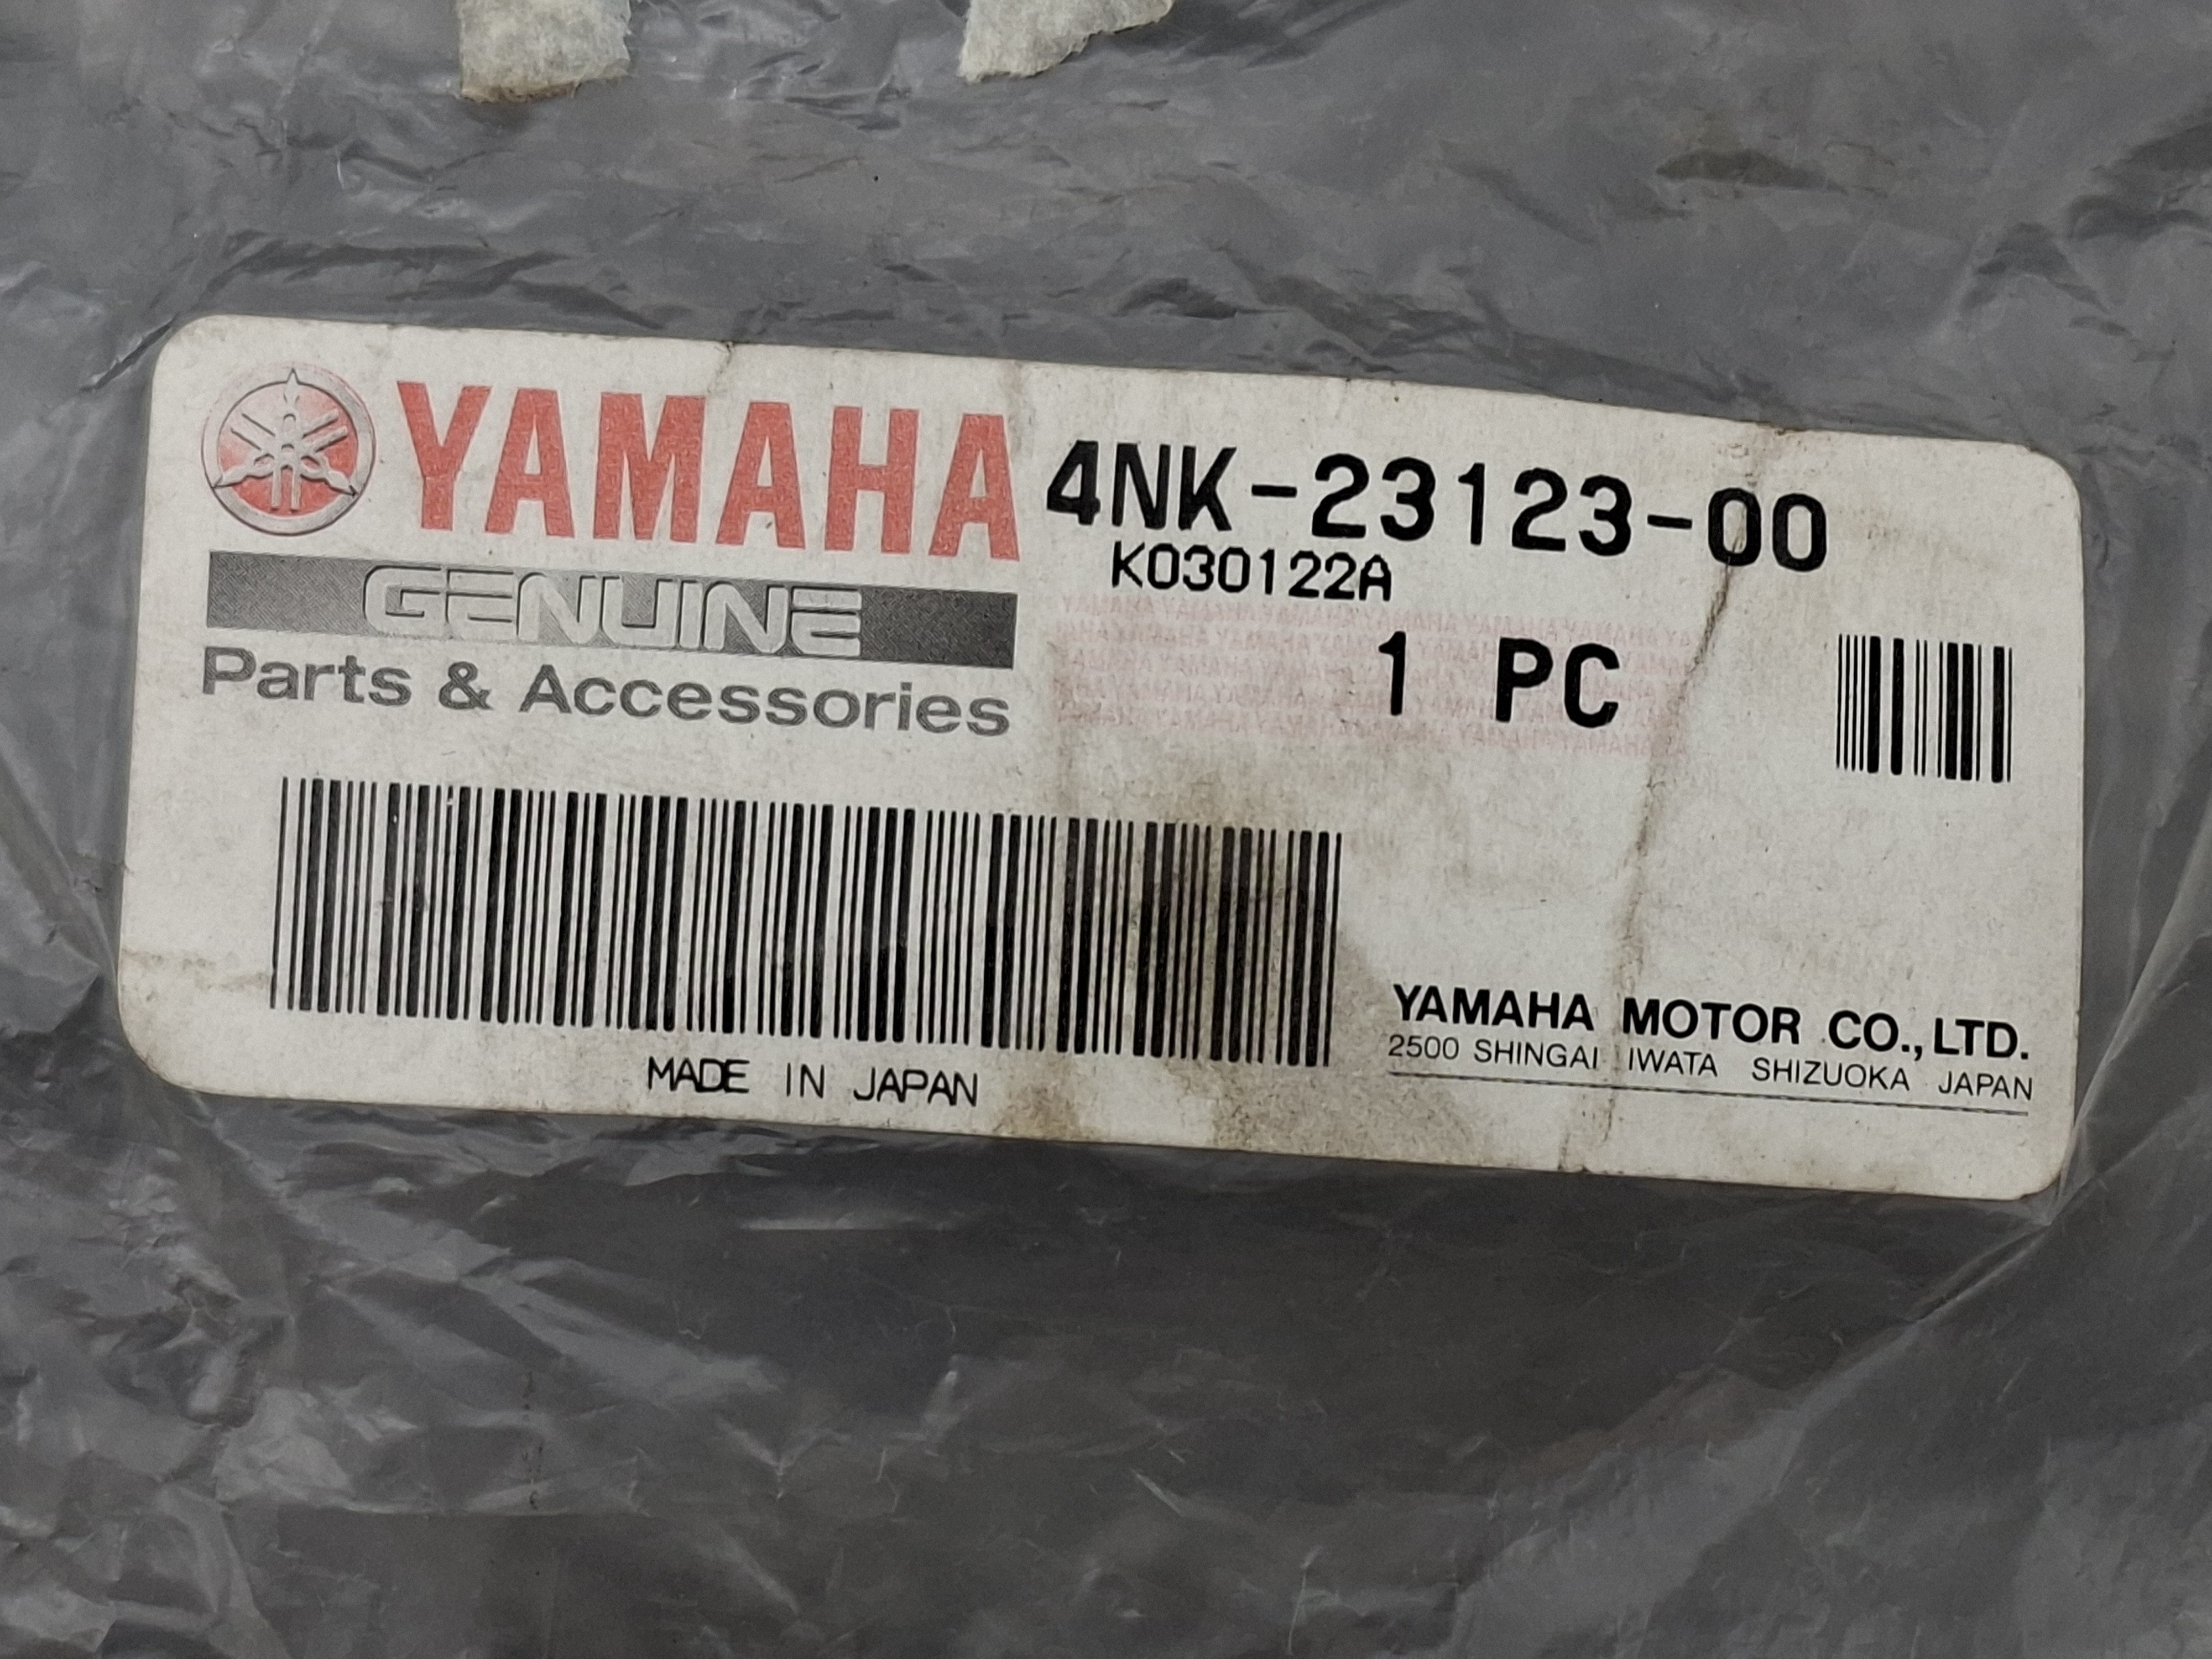 YAMAHA
GENUINE
Parts & Accessories
4NK-23123-00
K030122A
1 PC
MADE IN JAPAN
YAMAHA MOTOR CO., LTD.
2500 SHINGAI IWATA SHIZUOKA JAPAN